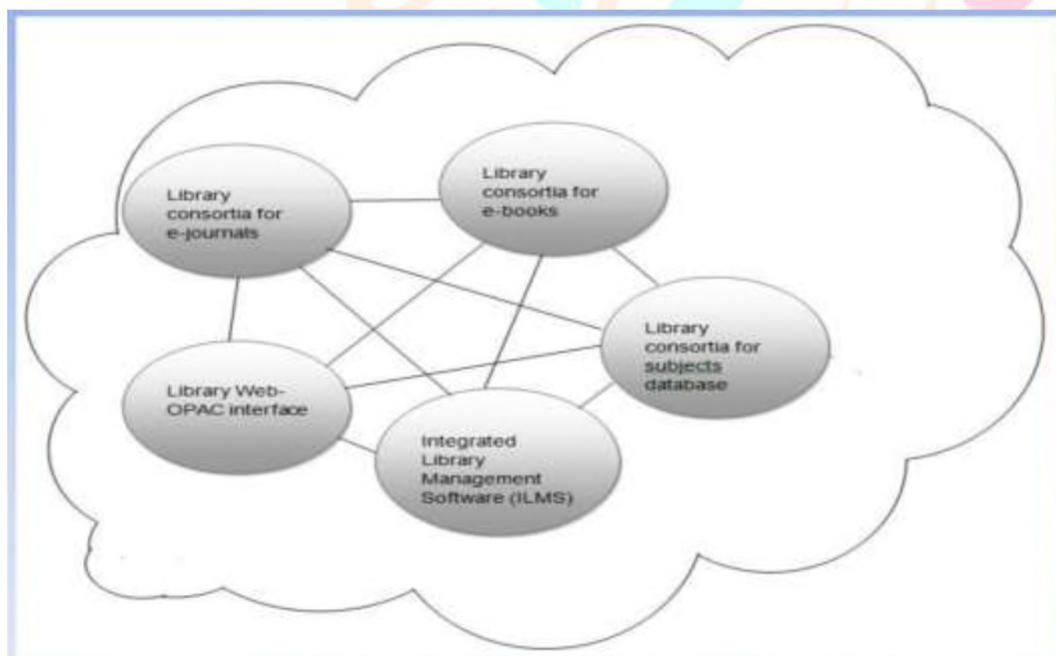 Library
consortia for
e-journals
Library
consortia for
e-books
Library
consortia for
subjects
database
Library Web-
OPAC interface
Integrated
Library
Management
Software (ILMS)